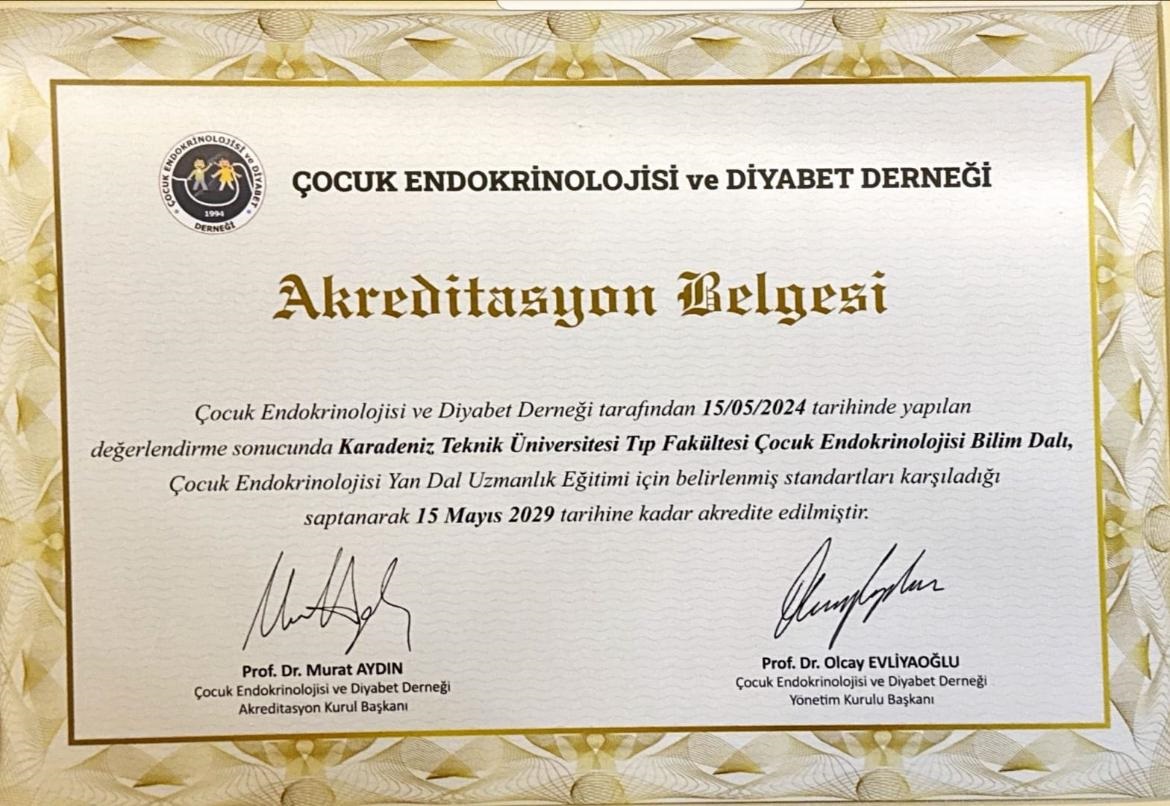 ÇOCUK ENDOKRİNOLOJİSİ ve DİYABET
1994
DERNEĞİ
ÇOCUK ENDOKRİNOLOJİSİ ve DİYABET DERNEĞİ
Akreditasyon Belgesi
Çocuk Endokrinolojisi ve Diyabet Derneği tarafından 15/05/2024 tarihinde yapılan
değerlendirme sonucunda Karadeniz Teknik Üniversitesi Tıp Fakültesi Çocuk Endokrinolojisi Bilim Dalı,
Çocuk Endokrinolojisi Yan Dal Uzmanlık Eğitimi için belirlenmiş standartları karşıladığı
saptanarak 15 Mayıs 2029 tarihine kadar akredite edilmiştir.
Prof. Dr. Murat AYDIN
Çocuk Endokrinolojisi ve Diyabet Derneği
Akreditasyon Kurul Başkanı
Prof. Dr. Olcay EVLİYAOĞLU
Çocuk Endokrinolojisi ve Diyabet Derneği
Yönetim Kurulu Başkanı